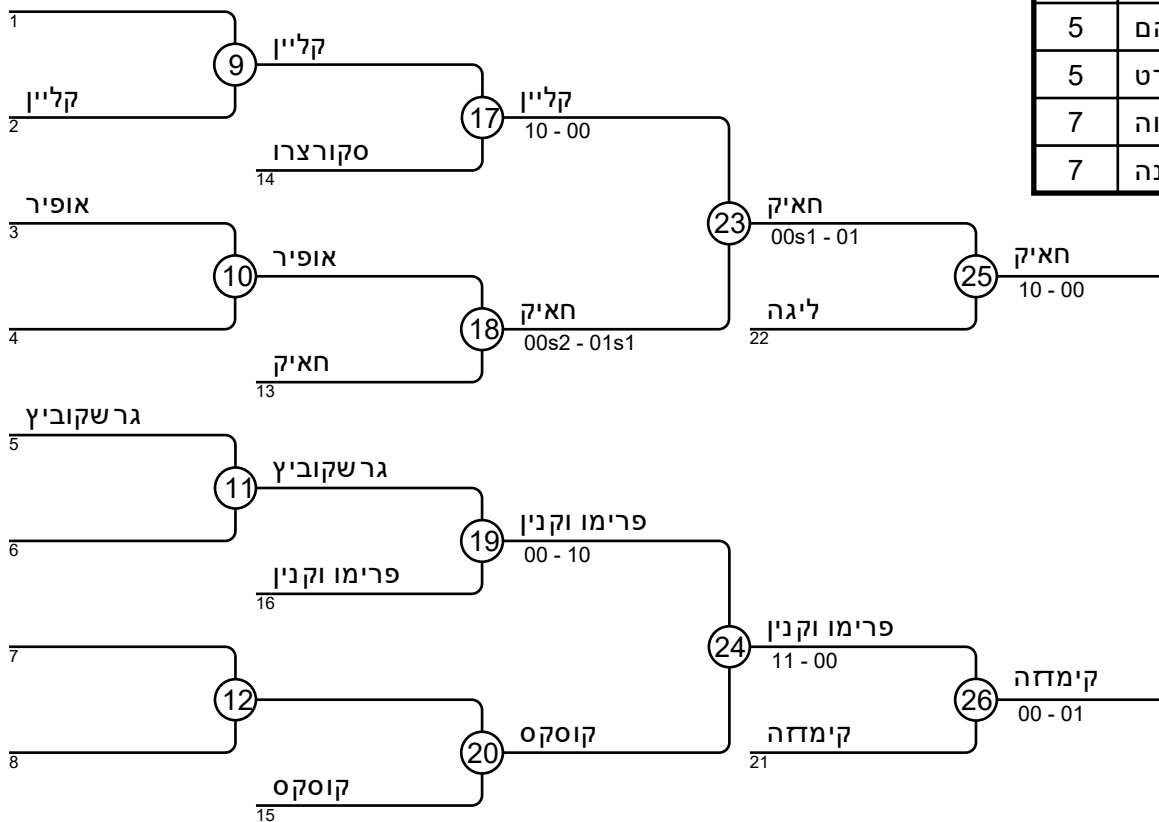 1
5
9
קליין
5
קליין
2
17
קליין
10 - 00
7
סקורצרו
14
7
אופיר
3
23
חאיק
00s1 - 01
10
אופיר
25
חאיק
10 - 00
4
18
חאיק
00s2 - 01s1
ליגה
22
חאיק
13
גרשקוביץ
5
11
גרשקוביץ
6
19
פרימו וקנין
00 - 10
פרימו וקנין
16
7
24
פרימו וקנין
11 - 00
12
26
קימדזה
00 - 01
8
20
קוסקס
קימדזה
21
קוסקס
15